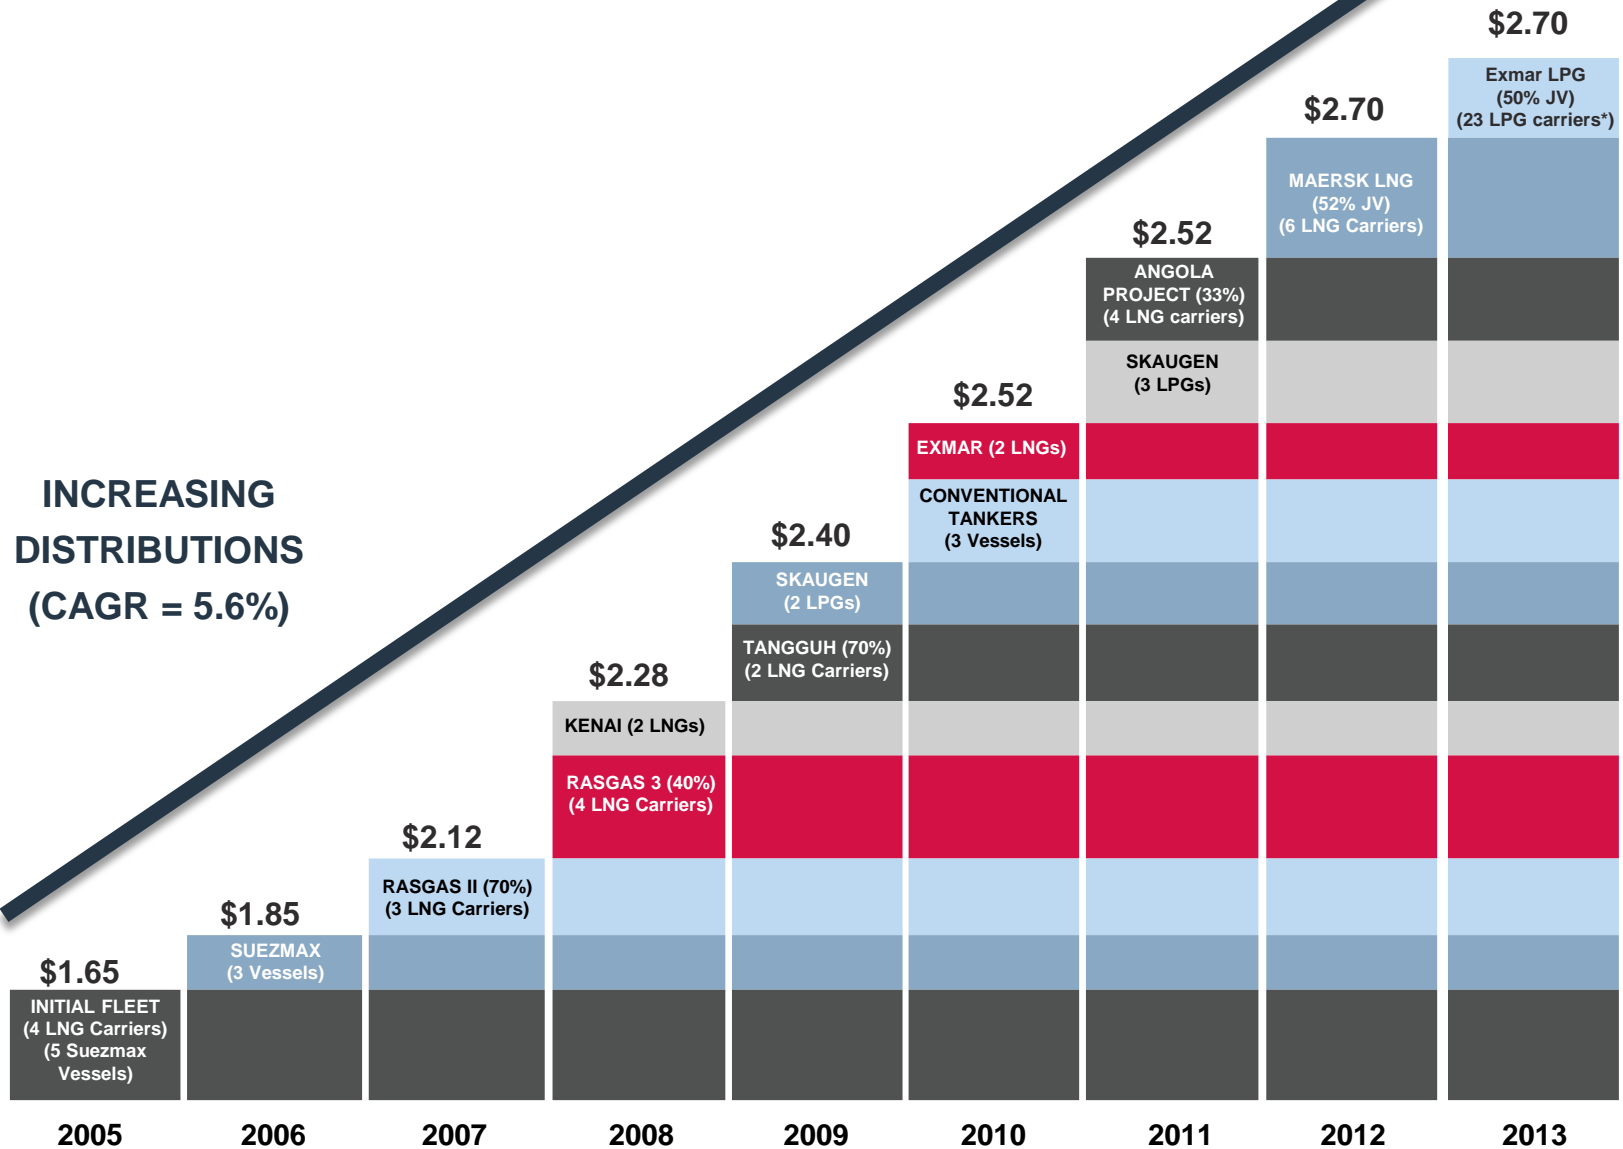 $2.70
Exmar LPG
(50% JV)
(23 LPG carriers*)
$2.70
MAERSK LNG
(52% JV)
(6 LNG Carriers)
$2.52
ANGOLA
PROJECT (33%)
(4 LNG carriers)
SKAUGEN
(3 LPGs)
$2.52
EXMAR (2 LNGs)
CONVENTIONAL
TANKERS
(3 Vessels)
INCREASING
DISTRIBUTIONS
(CAGR = 5.6%)
$2.40
SKAUGEN
(2 LPGs)
TANGGUH (70%)
(2 LNG Carriers)
$2.28
KENAI (2 LNGs)
RASGAS 3 (40%)
(4 LNG Carriers)
$2.12
RASGAS II (70%)
(3 LNG Carriers)
$1.85
SUEZMAX
(3 Vessels)
$1.65
INITIAL FLEET
(4 LNG Carriers)
(5 Suezmax
Vessels)
2005 2006 2007 2008 2009 2010 2011 2012 2013